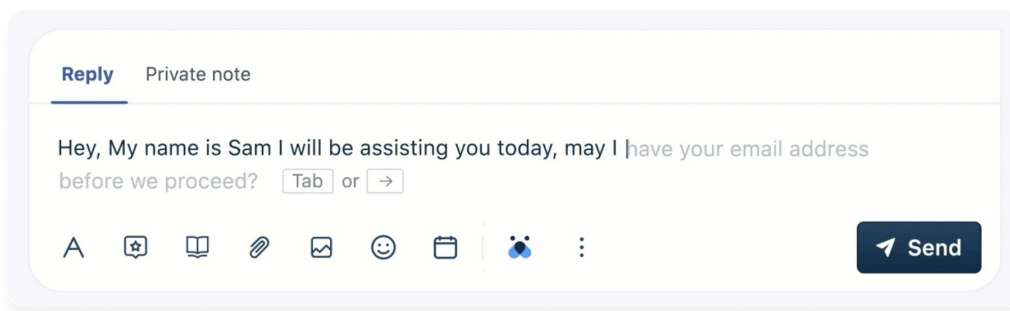 Reply Private note
Hey, My name is Sam I will be assisting you today, may I have your email address
before we proceed? Tab or →
Send